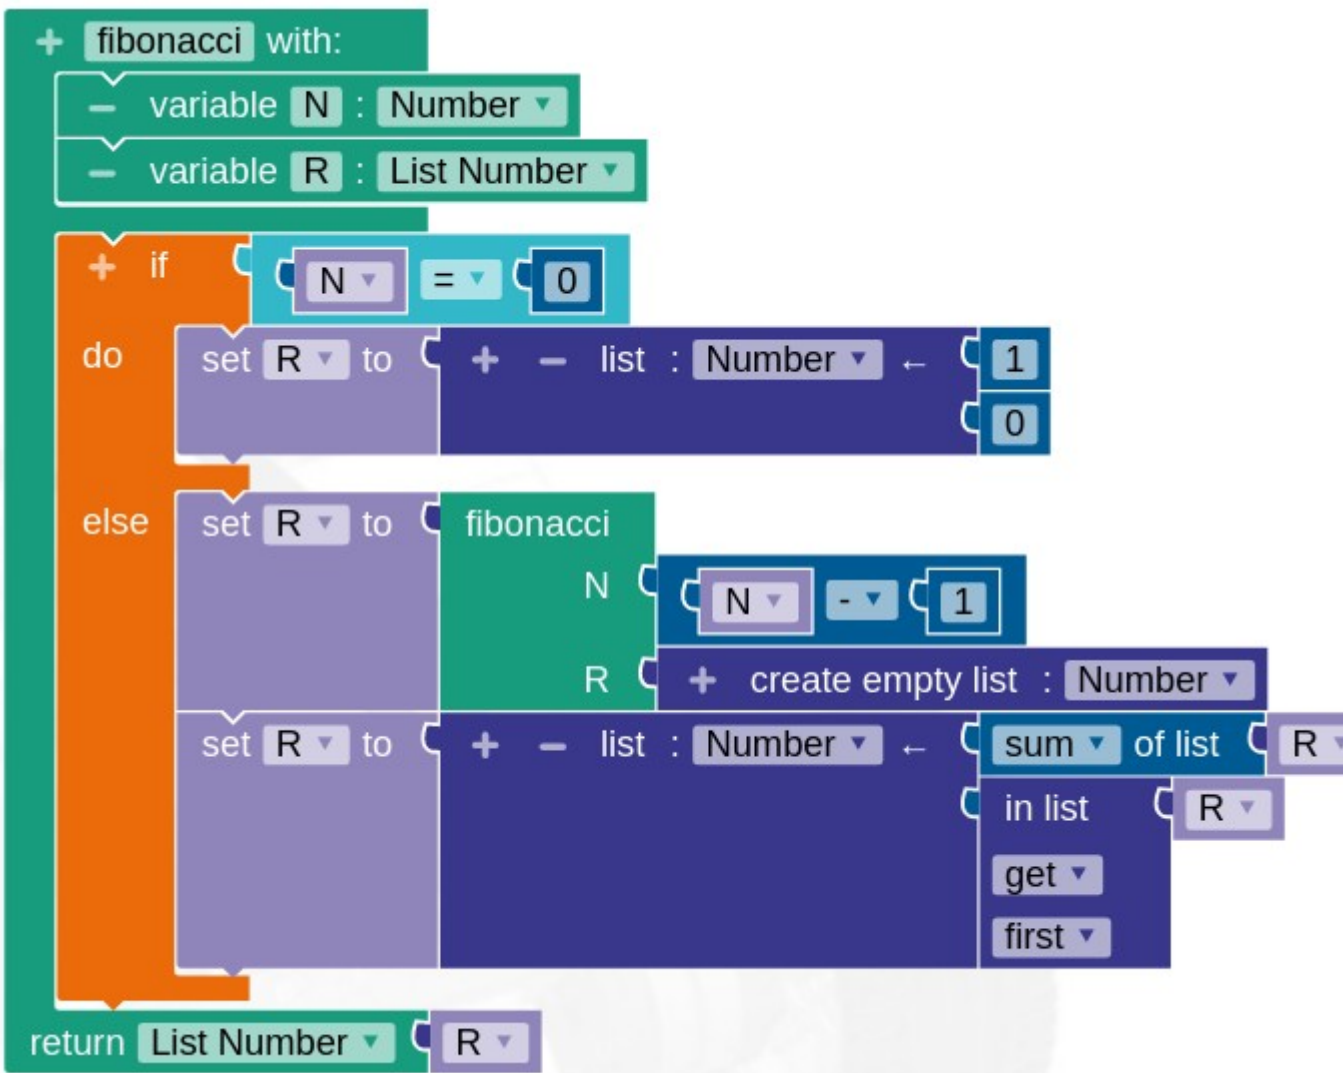 + fibonacci with:
− variable N : Number ▼
− variable R : List Number ▼
+ if N ▼ = ▼ 0
do set R ▼ to + − list : Number ▼ ← 1
0
else set R ▼ to fibonacci
N N ▼ - ▼ 1
R + create empty list : Number ▼
set R ▼ to + − list : Number ▼ ← sum ▼ of list R ▼
in list R ▼
get ▼
first ▼
return List Number ▼ R ▼